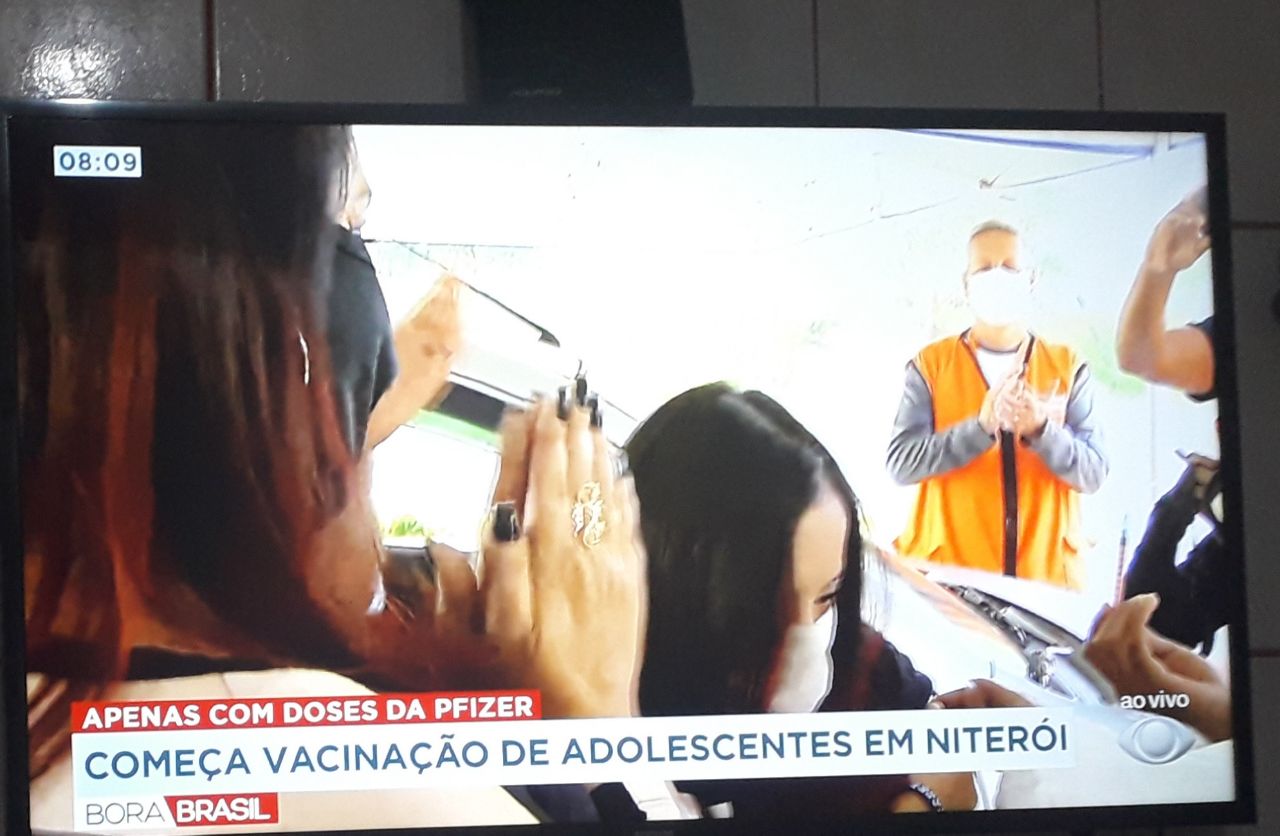 08:09
ao vivo
APENAS COM DOSES DA PFIZER
COMEÇA VACINAÇÃO DE ADOLESCENTES EM NITERÓI
BORA BRASIL